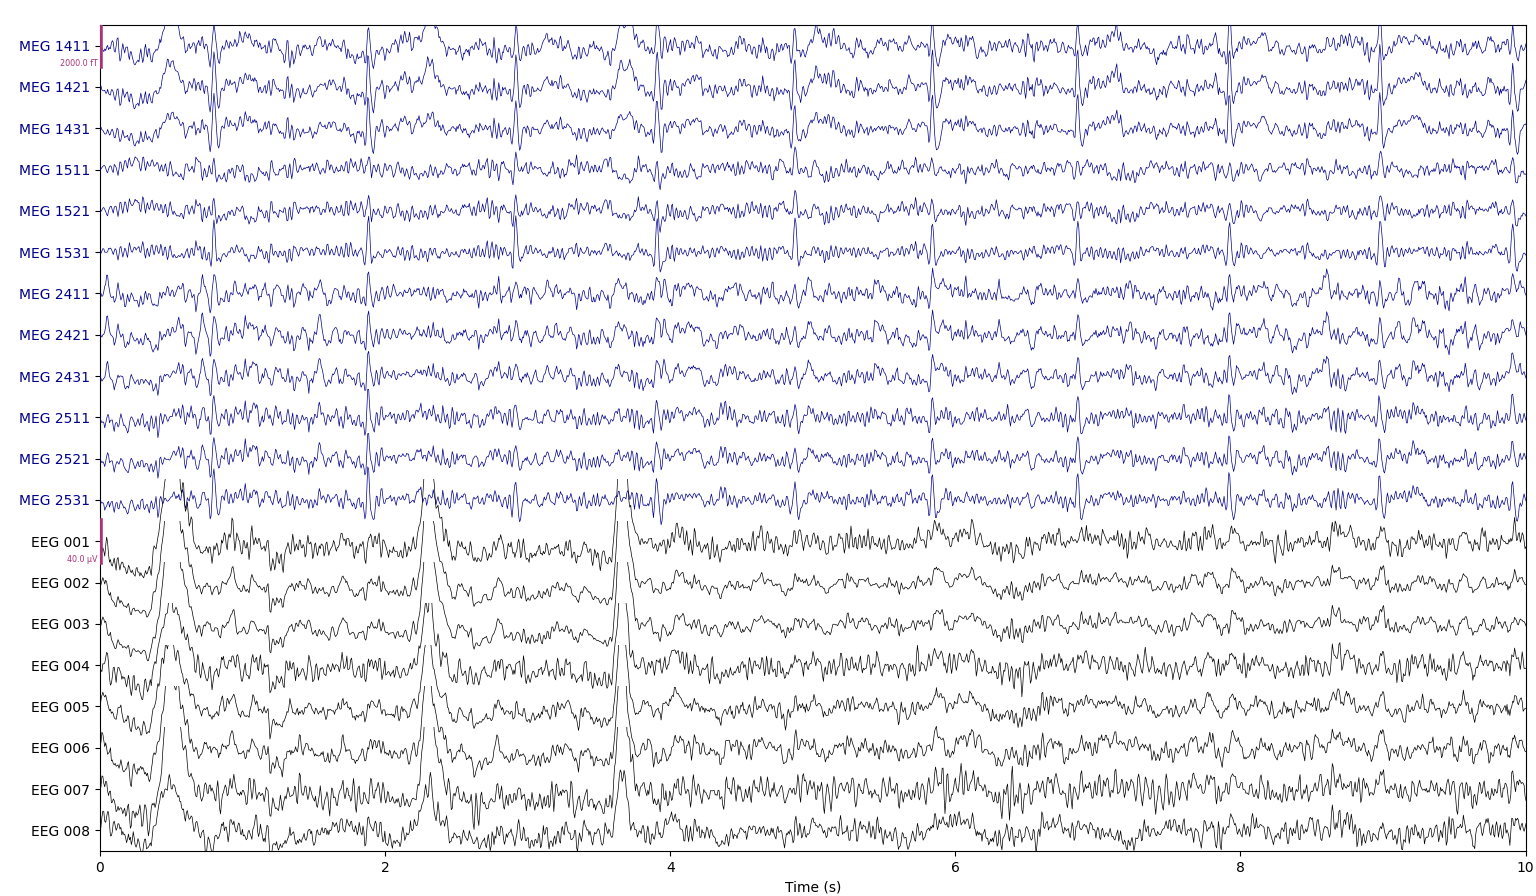 MEG 1411
2000.0 fT
MEG 1421
MEG 1431
MEG 1511
MEG 1521
MEG 1531
MEG 2411
MEG 2421
MEG 2431
MEG 2511
MEG 2521
MEG 2531
EEG 001
40.0 µV
EEG 002
EEG 003
EEG 004
EEG 005
EEG 006
EEG 007
EEG 008
0 2 4 6 8 10
Time (s)